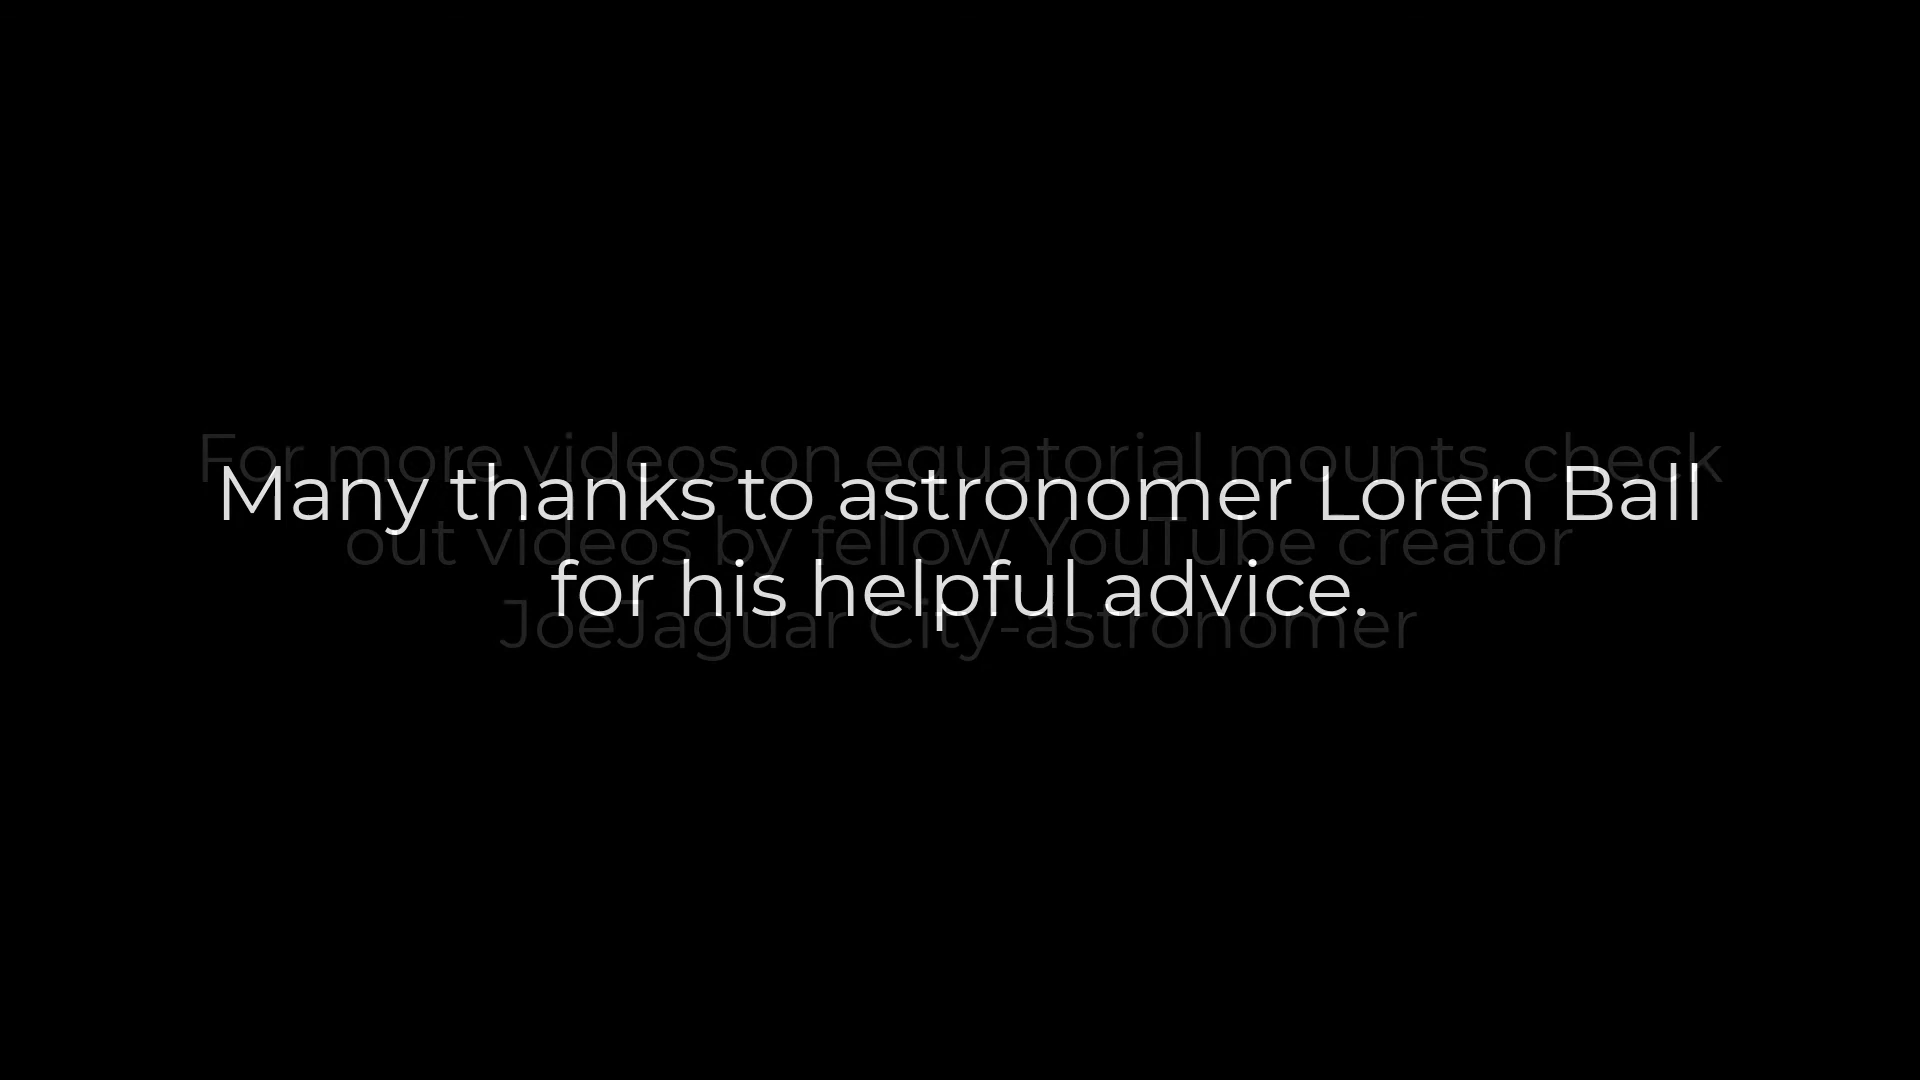 For more videos on equatorial mounts, check
Many thanks to astronomer Loren Ball
out videos by fellow YouTube creator
for his helpful advice.
JoeJaguar City-astronomer